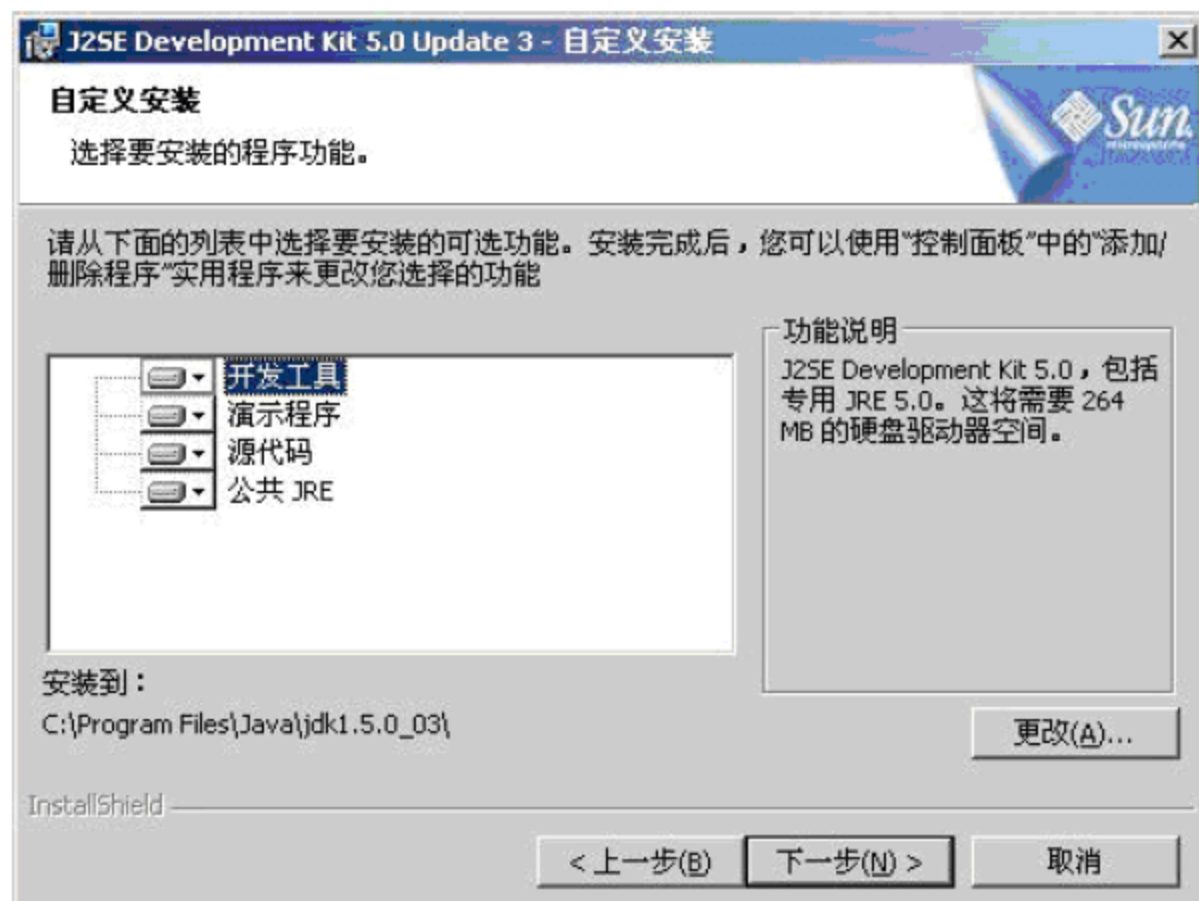 J2SE Development Kit 5.0 Update 3 - 自定义安装
自定义安装
选择要安装的程序功能。
Sun
microsystems
请从下面的列表中选择要安装的可选功能。安装完成后，您可以使用"控制面板"中的"添加/
删除程序"实用程序来更改您选择的功能
开发工具
演示程序
源代码
公共 JRE
功能说明
J2SE Development Kit 5.0，包括
专用 JRE 5.0。这将需要 264
MB 的硬盘驱动器空间。
安装到：
C:\Program Files\Java\jdk1.5.0_03\
更改(A)...
InstallShield
< 上一步(B)
下一步(N) >
取消